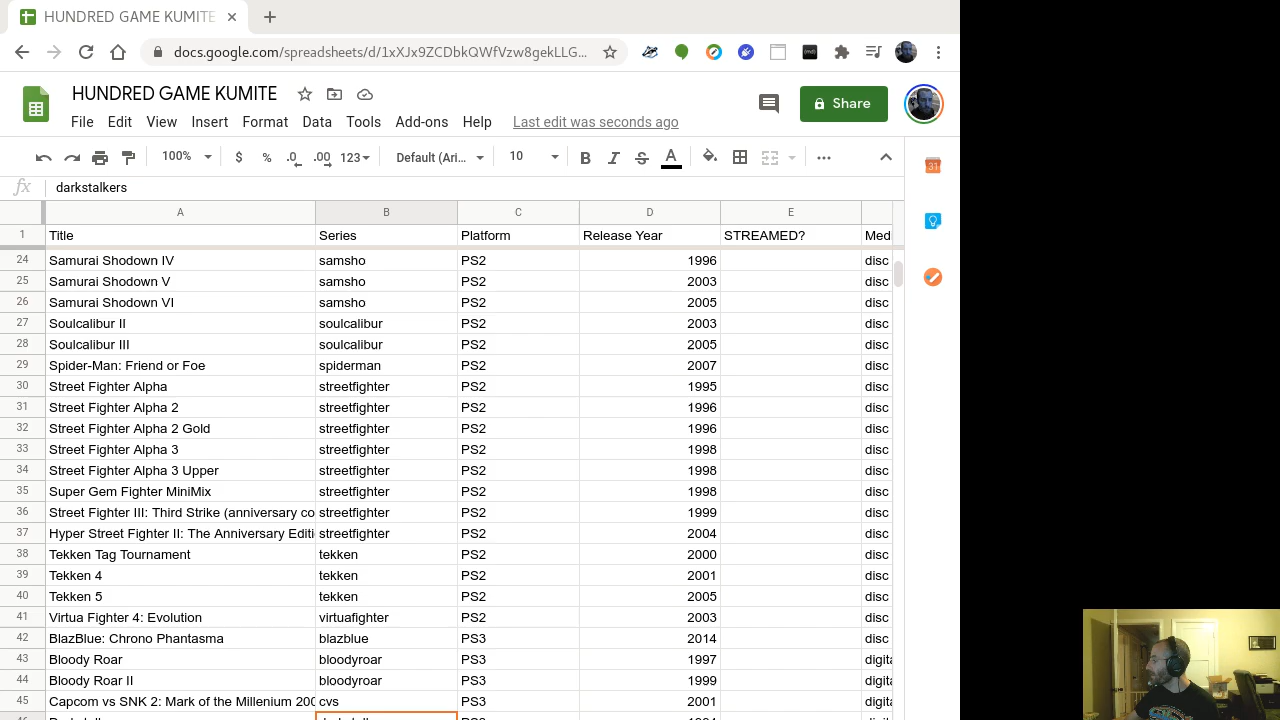 HUNDRED GAME KUMITE
docs.google.com/spreadsheets/d/1xXJx9ZCDbkQWfVzw8gekLLG...
HUNDRED GAME KUMITE
Share
File Edit View Insert Format Data Tools Add-ons Help Last edit was seconds ago
100% $ % .0 .00 123 Default (Ari... 10 B I S A
31
fx darkstalkers
A B C D E
1 Title Series Platform Release Year STREAMED? Med
24 Samurai Shodown IV samsho PS2 1996 disc
25 Samurai Shodown V samsho PS2 2003 disc
26 Samurai Shodown VI samsho PS2 2005 disc
27 Soulcalibur II soulcalibur PS2 2003 disc
28 Soulcalibur III soulcalibur PS2 2005 disc
29 Spider-Man: Friend or Foe spiderman PS2 2007 disc
30 Street Fighter Alpha streetfighter PS2 1995 disc
31 Street Fighter Alpha 2 streetfighter PS2 1996 disc
32 Street Fighter Alpha 2 Gold streetfighter PS2 1996 disc
33 Street Fighter Alpha 3 streetfighter PS2 1998 disc
34 Street Fighter Alpha 3 Upper streetfighter PS2 1998 disc
35 Super Gem Fighter MiniMix streetfighter PS2 1998 disc
36 Street Fighter III: Third Strike (anniversary co streetfighter PS2 1999 disc
37 Hyper Street Fighter II: The Anniversary Editi streetfighter PS2 2004 disc
38 Tekken Tag Tournament tekken PS2 2000 disc
39 Tekken 4 tekken PS2 2001 disc
40 Tekken 5 tekken PS2 2005 disc
41 Virtua Fighter 4: Evolution virtuafighter PS2 2003 disc
42 BlazBlue: Chrono Phantasma blazblue PS3 2014 disc
43 Bloody Roar bloodyroar PS3 1997 digita
44 Bloody Roar II bloodyroar PS3 1999 digita
45 Capcom vs SNK 2: Mark of the Millenium 200 cvs PS3 2001 digita